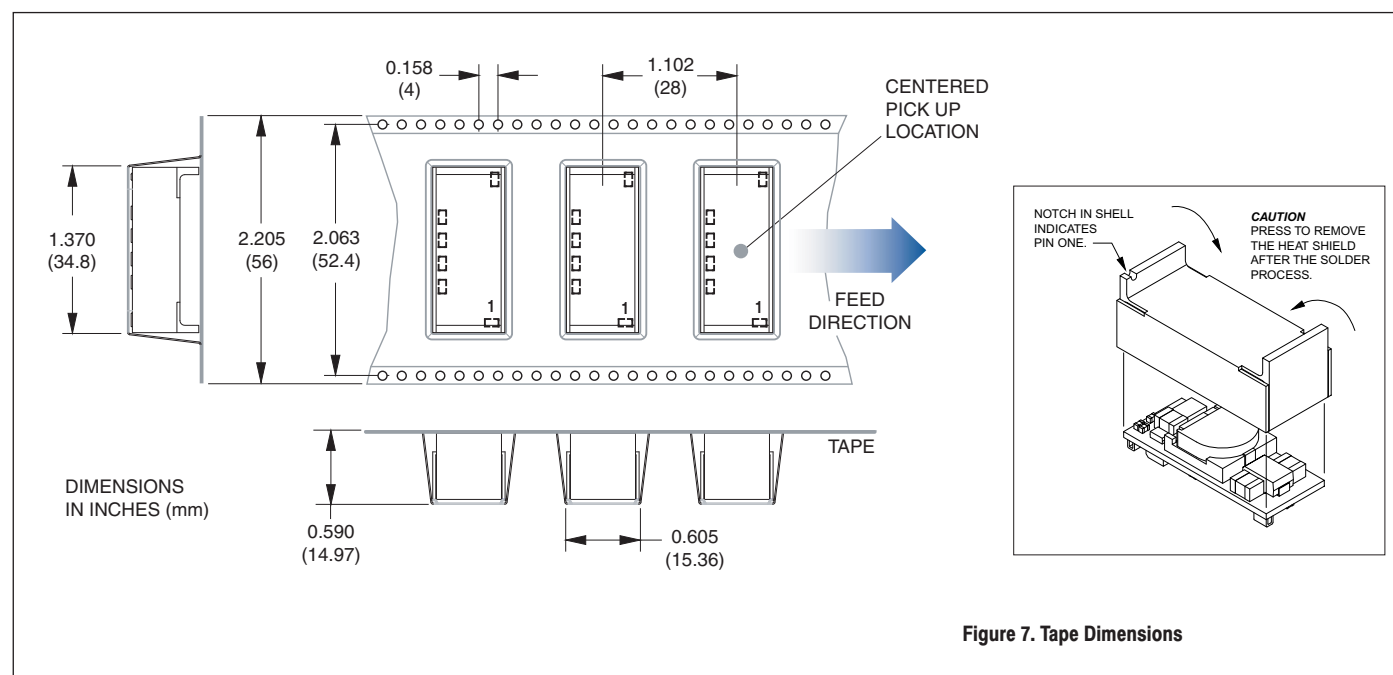 0.158
(4)
1.102
(28)
CENTERED
PICK UP
LOCATION
1.370
(34.8)
2.205
(56)
2.063
(52.4)
1
1
1
FEED
DIRECTION
TAPE
DIMENSIONS
IN INCHES (mm)
0.590
(14.97)
0.605
(15.36)
NOTCH IN SHELL
INDICATES
PIN ONE.
CAUTION
PRESS TO REMOVE
THE HEAT SHIELD
AFTER THE SOLDER
PROCESS.
Figure 7. Tape Dimensions